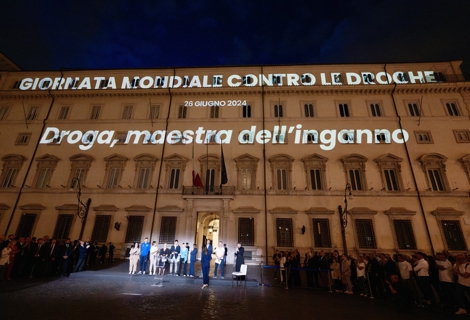 GIORNATA MONDIALE CONTRO LE DROGHE
26 GIUGNO 2024
Droga, maestra dell'inganno